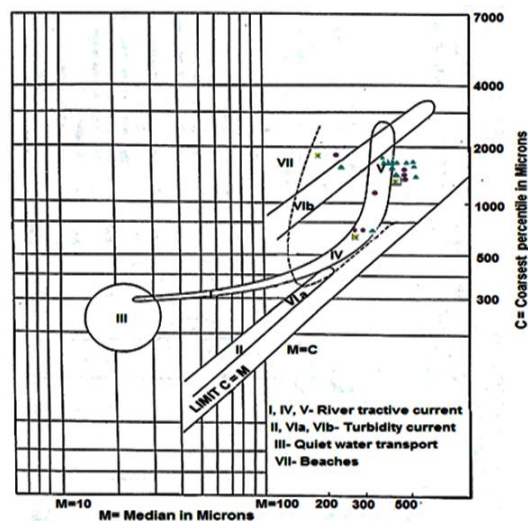 7000
4000
2000
1000
500
300
C= Coarsest percentile in Microns
VII
V
VIb
IV
I
VIa
III
II
M=C
LIMIT C = M
I, IV, V- River tractive current
II, VIa, VIb- Turbidity current
III- Quiet water transport
VII- Beaches
M=10
M=100
200
300
500
M= Median in Microns